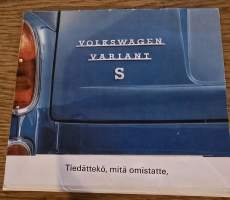 VOLKSWAGEN
VARIANT
S
Tiedättekö, mitä omistatte,